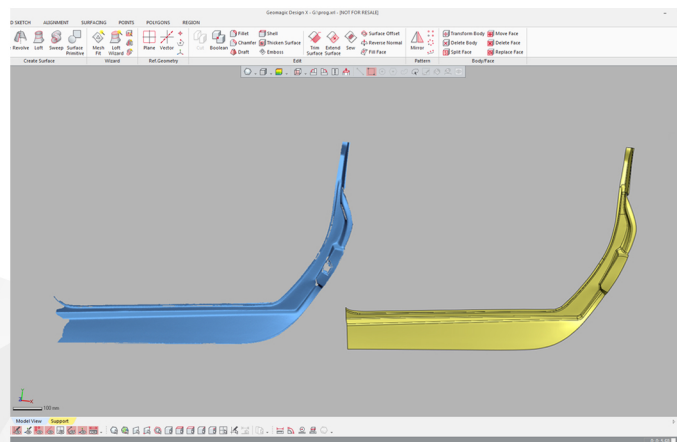 Geomagic Design X - G:\prog.xrl - [NOT FOR RESALE]
D SKETCH ALIGNMENT SURFACING POINTS POLYGONS REGION
Revolve Loft Sweep Surface Primitive Mesh Fit Loft Wizard Plane Vector Cut Boolean Fillet Chamfer Draft Shell Thicken Surface Emboss Trim Surface Extend Surface Sew Surface Offset Reverse Normal Fill Face Mirror Transform Body Delete Body Split Face Move Face Delete Face Replace Face
Create Surface Wizard Ref.Geometry Edit Pattern Body/Face
100 mm
Model View Support